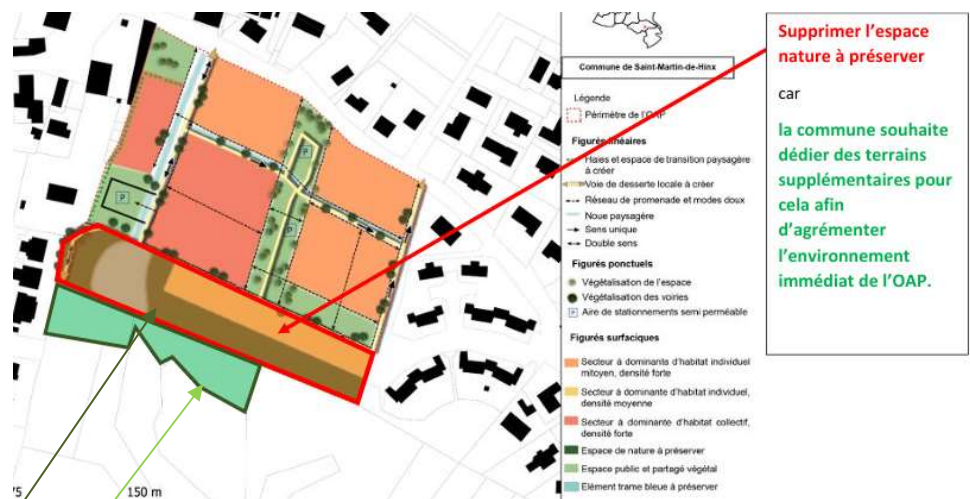 Commune de Saint-Martin-de-Hinx
Légende
Périmètre de l'OAP
Figurés linéaires
Haies et espace de transition paysagère
à créer
Voie de desserte locale à créer
Réseau de promenade et modes doux
Noue paysagère
Sens unique
Double sens
Figurés ponctuels
Végétalisation de l'espace
Végétalisation des voiries
P Aire de stationnements semi perméable
Figurés surfaciques
Secteur à dominante d'habitat individuel
mitoyen, densité forte
Secteur à dominante d'habitat individuel,
densité moyenne
Secteur à dominante d'habitat collectif,
densité forte
Espace de nature à préserver
Espace public et partagé végétal
Elément trame bleue à préserver
Supprimer l'espace
nature à préserver
car
la commune souhaite
dédier des terrains
supplémentaires pour
cela afin
d'agrémenter
l'environnement
immédiat de l'OAP.
P
P
P
75
150 m